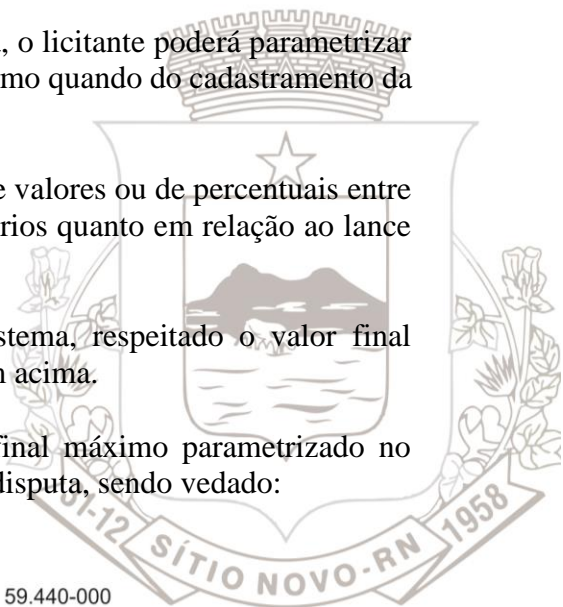 , o licitante poderá parametrizar
mo quando do cadastramento da
e valores ou de percentuais entre
rios quanto em relação ao lance
stema, respeitado o valor final
n acima.
final máximo parametrizado no
disputa, sendo vedado:
31-12 SÍTIO NOVO-RN 1958
59.440-000